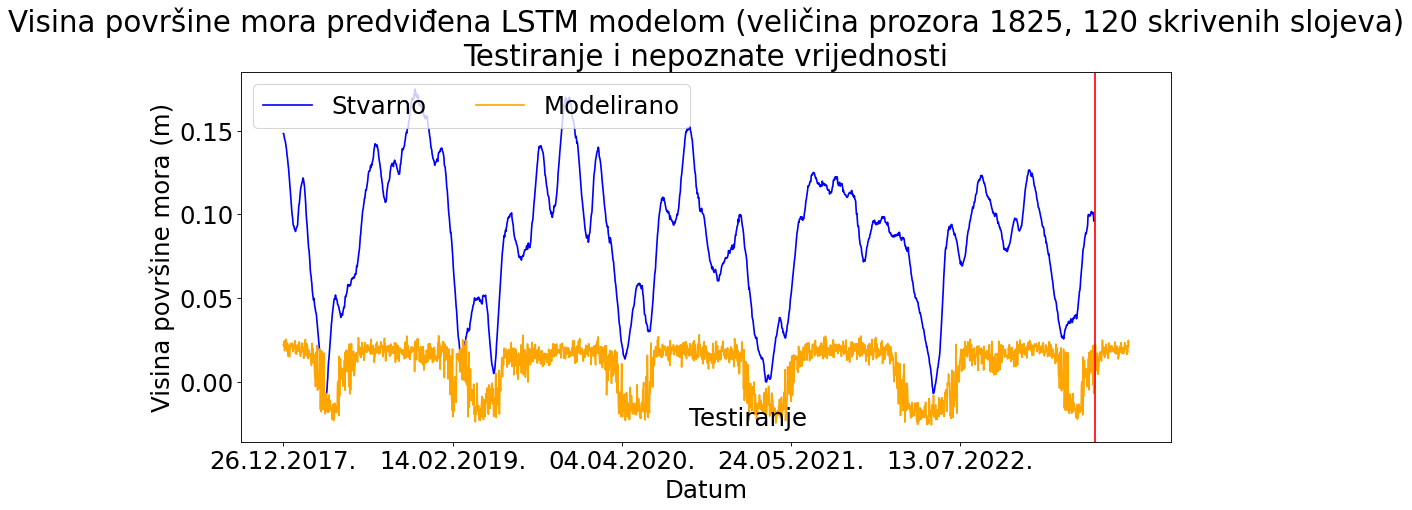 Visina površine mora predviđena LSTM modelom (veličina prozora 1825, 120 skrivenih slojeva)
Testiranje i nepoznate vrijednosti
Stvarno Modelirano
Visina površine mora (m)
0.15
0.10
0.05
0.00
Testiranje
26.12.2017. 14.02.2019. 04.04.2020. 24.05.2021. 13.07.2022.
Datum